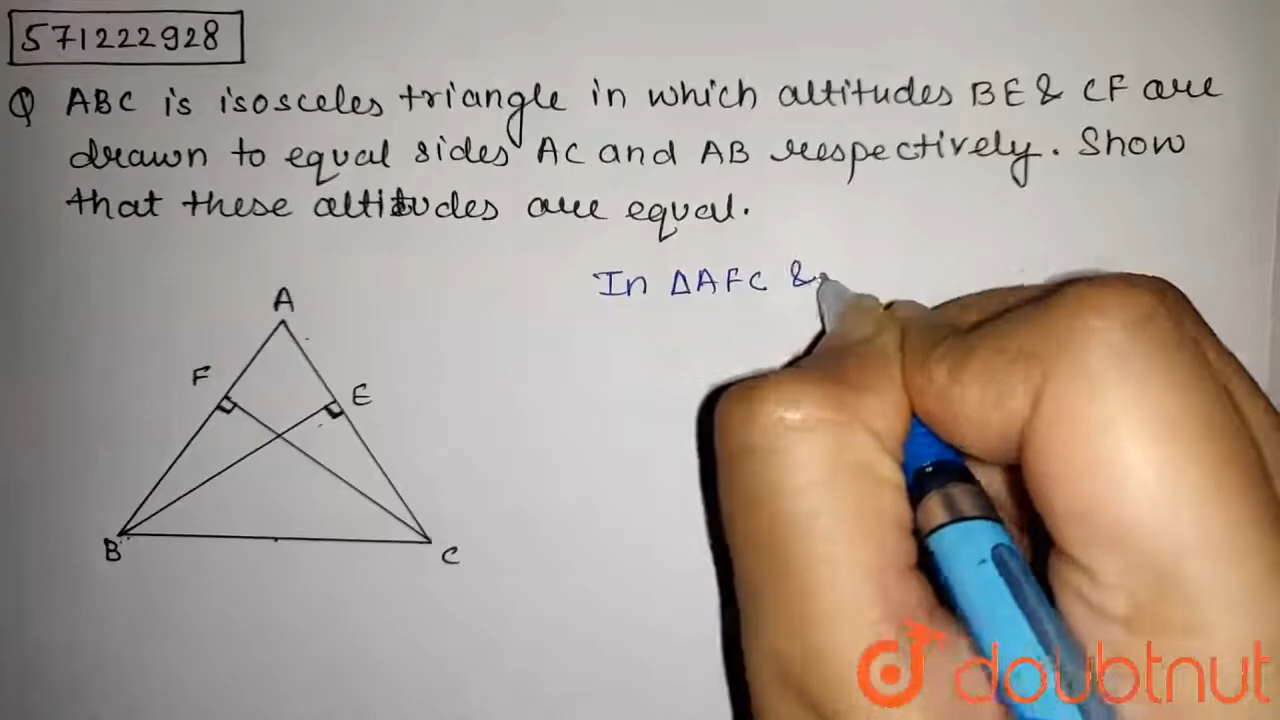 571222928
Q ABC is isosceles triangle in which altitudes BE & CF are
drawn to equal sides AC and AB respectively. Show
that these altitudes are equal.
In ΔAFC &
A
F
E
B
C
doubtnut